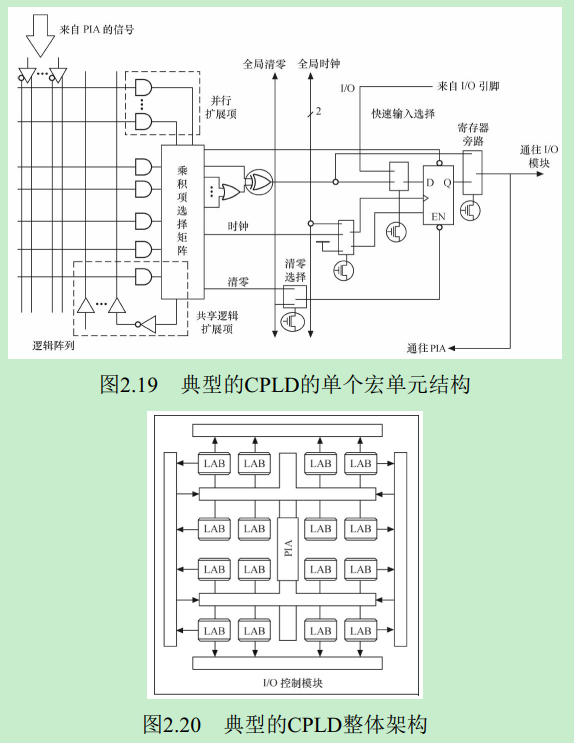 来自 PIA 的信号
全局清零
全局时钟
I/O
来自 I/O 引脚
并行
扩展项
2
快速输入选择
寄存器
旁路
通往 I/O
模块
乘
积
项
选
择
矩
阵
D
Q
EN
时钟
清零
清零
选择
共享逻辑
扩展项
逻辑阵列
通往 PIA
图2.19 典型的CPLD的单个宏单元结构
LAB LAB LAB LAB
LAB LAB LAB LAB
PIA
LAB LAB LAB LAB
LAB LAB LAB LAB
I/O 控制模块
图2.20 典型的CPLD整体架构